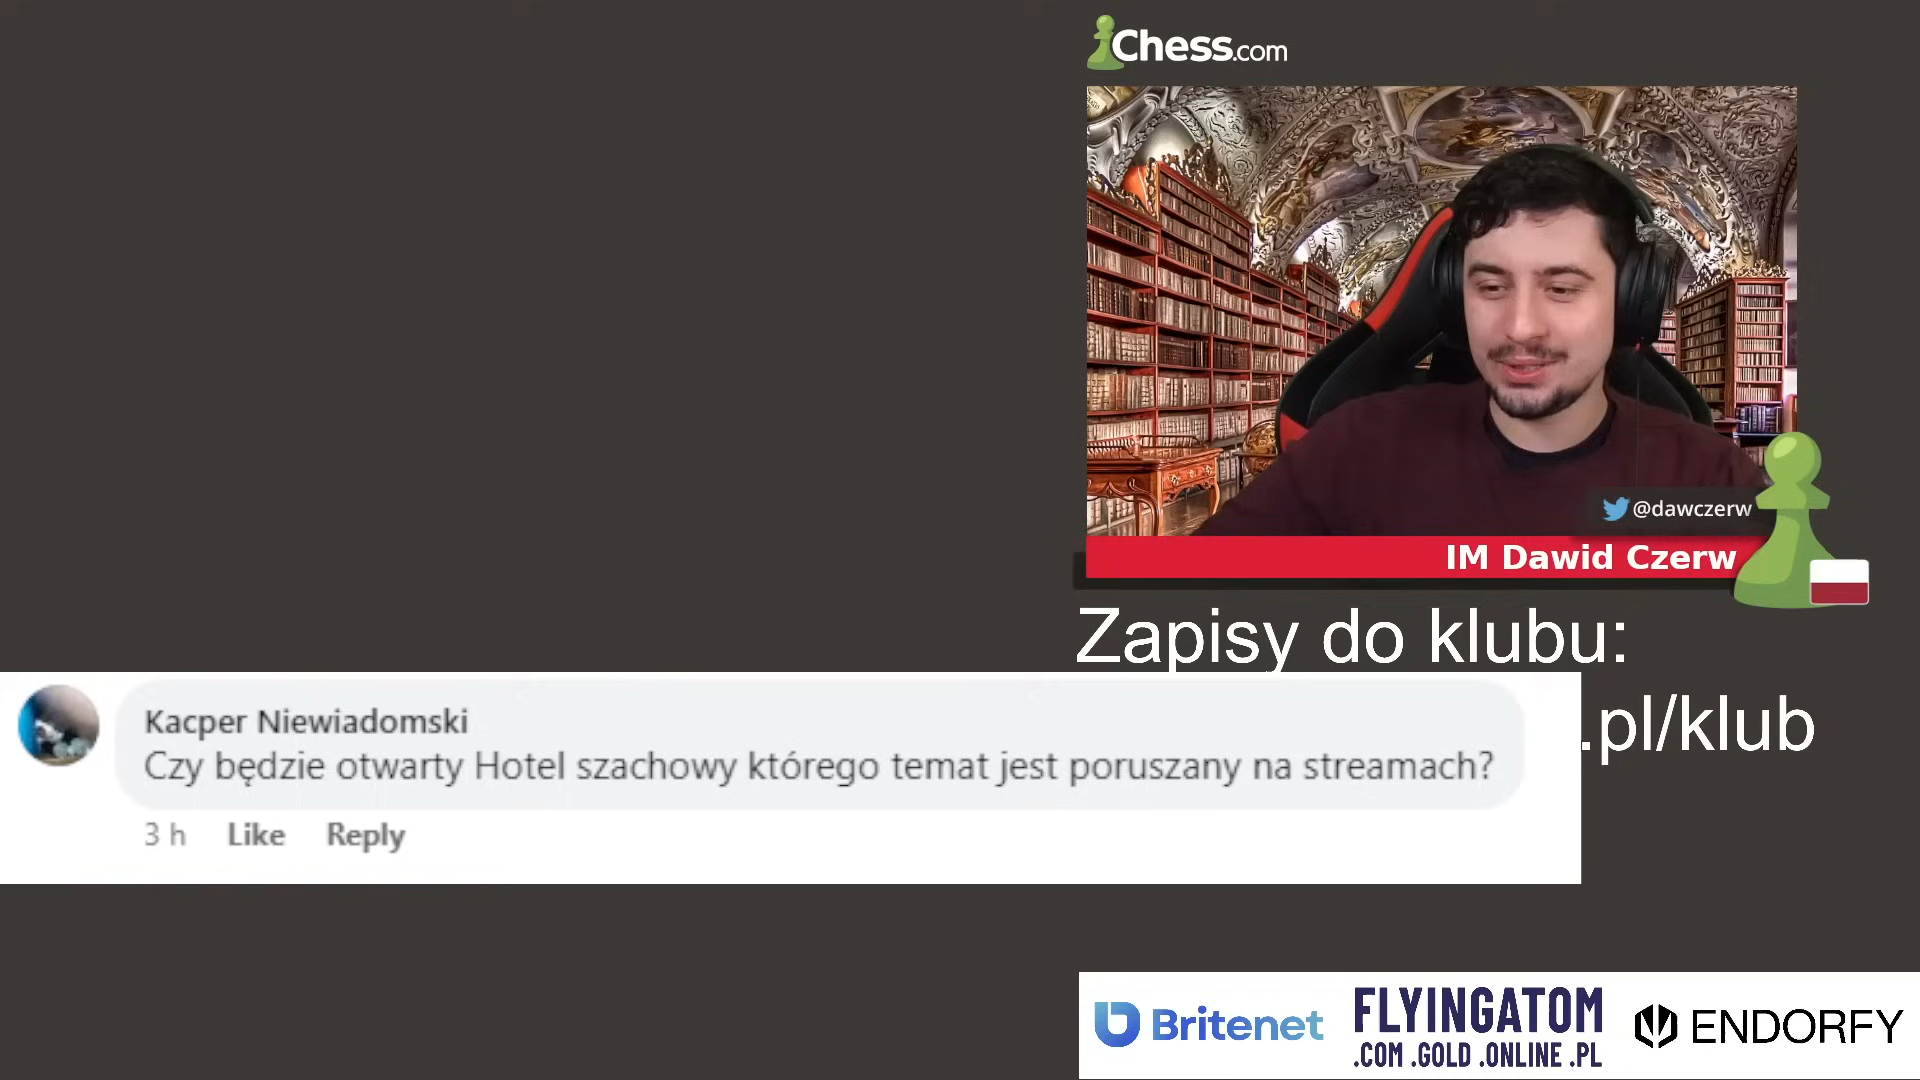 Chess.com
@dawczerw
IM Dawid Czerw
Zapisy do klubu:
.pl/klub
Kacper Niewiadomski
Czy będzie otwarty Hotel szachowy którego temat jest poruszany na streamach?
3 h Like Reply
Britenet
FLYINGATOM
.COM .GOLD .ONLINE .PL
ENDORFY